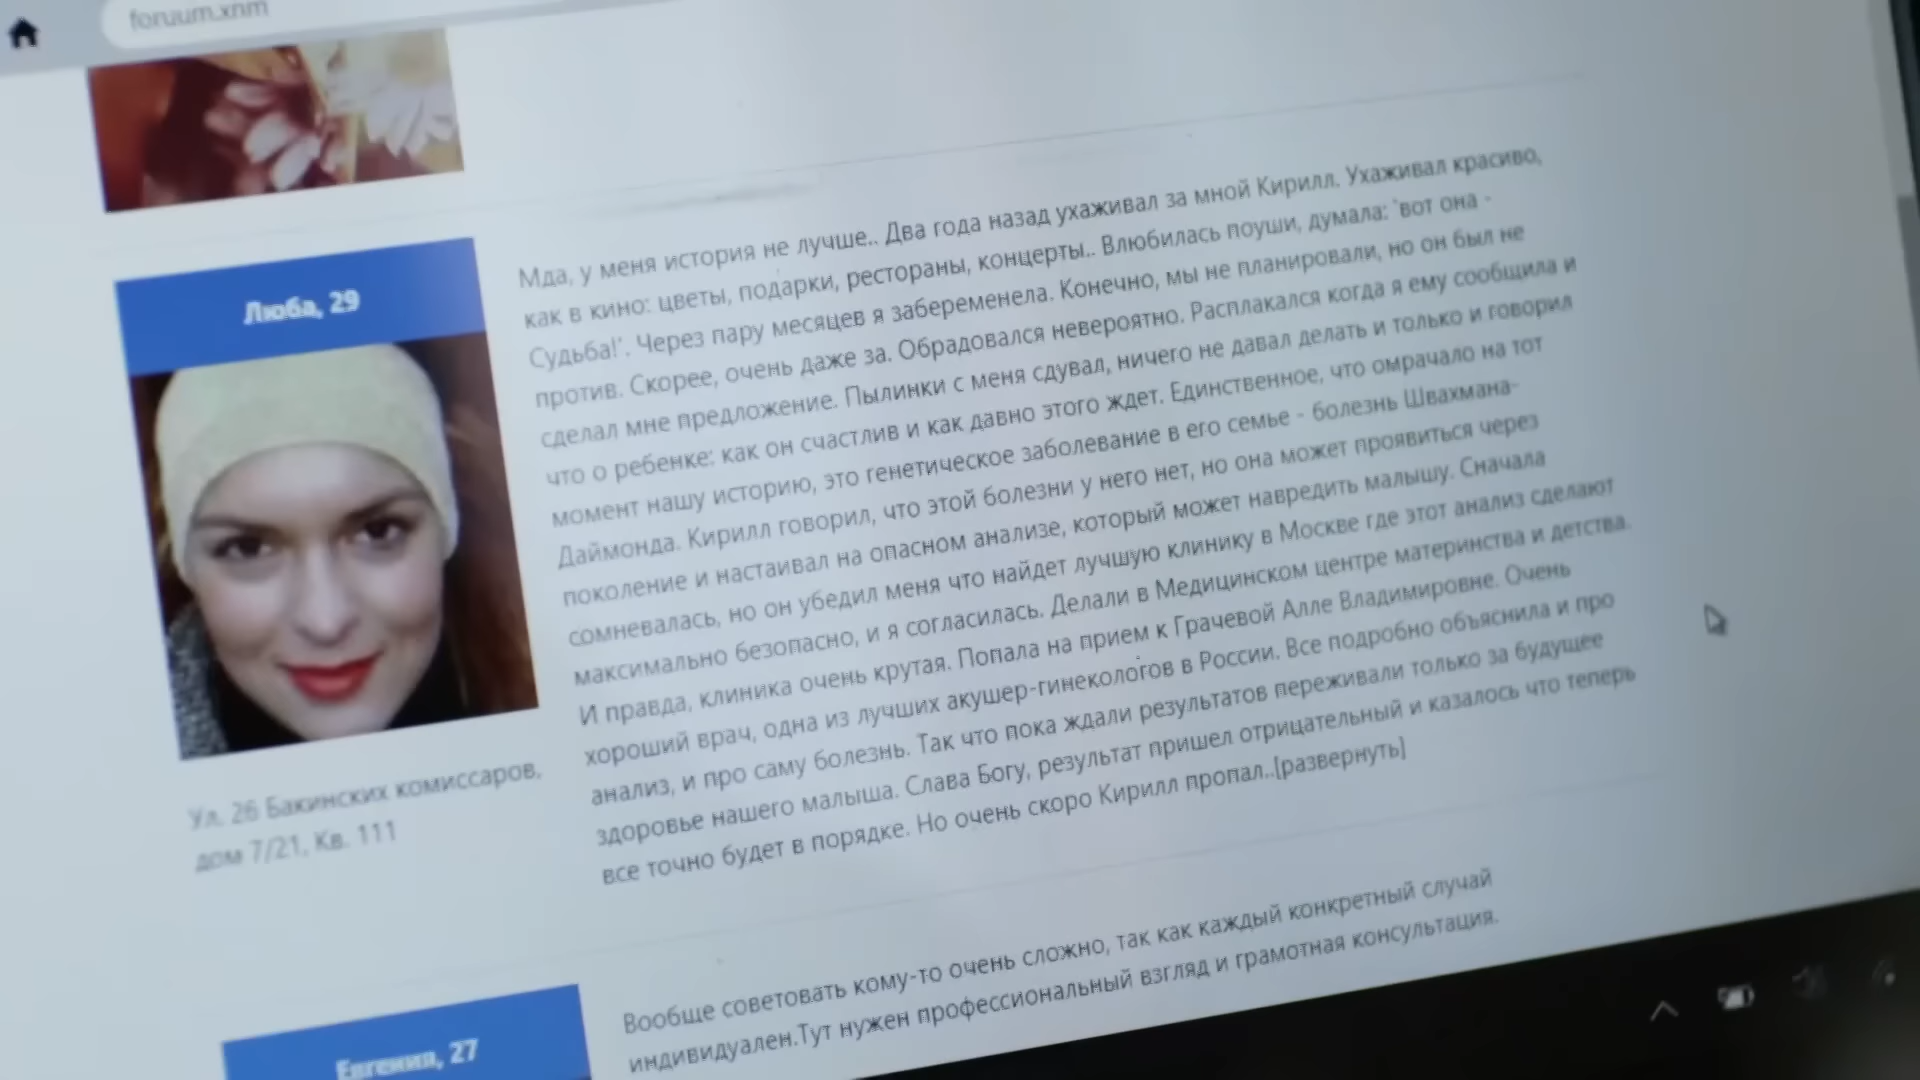 foruum.xnm
Люба, 29
Мда, у меня история не лучше.. Два года назад ухаживал за мной Кирилл. Ухаживал красиво,
как в кино: цветы, подарки, рестораны, концерты.. Влюбилась поуши, думала: 'вот она -
Судьба!'. Через пару месяцев я забеременела. Конечно, мы не планировали, но он был не
против. Скорее, очень даже за. Обрадовался невероятно. Расплакался когда я ему сообщила и
сделал мне предложение. Пылинки с меня сдувал, ничего не давал делать и только и говорил
что о ребенке: как он счастлив и как давно этого ждет. Единственное, что омрачало на тот
момент нашу историю, это генетическое заболевание в его семье - болезнь Швахмана-
Даймонда. Кирилл говорил, что этой болезни у него нет, но она может проявиться через
поколение и настаивал на опасном анализе, который может навредить малышу. Сначала
сомневалась, но он убедил меня что найдет лучшую клинику в Москве где этот анализ сделают
максимально безопасно, и я согласилась. Делали в Медицинском центре материнства и детства.
И правда, клиника очень крутая. Попала на прием к Грачевой Алле Владимировне. Очень
хороший врач, одна из лучших акушер-гинекологов в России. Все подробно объяснила и про
анализ, и про саму болезнь. Так что пока ждали результатов переживали только за будущее
здоровье нашего малыша. Слава Богу, результат пришел отрицательный и казалось что теперь
все точно будет в порядке. Но очень скоро Кирилл пропал..[развернуть]
Ул. 26 Бакинских комиссаров,
дом 7/21, Кв. 111
Евгения, 27
Вообще советовать кому-то очень сложно, так как каждый конкретный случай
индивидуален.Тут нужен профессиональный взгляд и грамотная консультация.